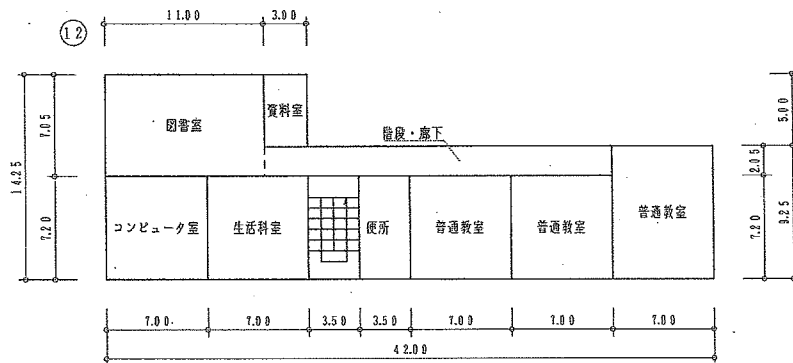 11.00 3.00
12
図書室
資料室
階段・廊下
14.25
7.05
7.20
5.00
2.05
7.20
9.25
コンピュータ室
生活科室
便所
普通教室
普通教室
普通教室
7.00 7.00 3.50 3.50 7.00 7.00 7.00
42.00